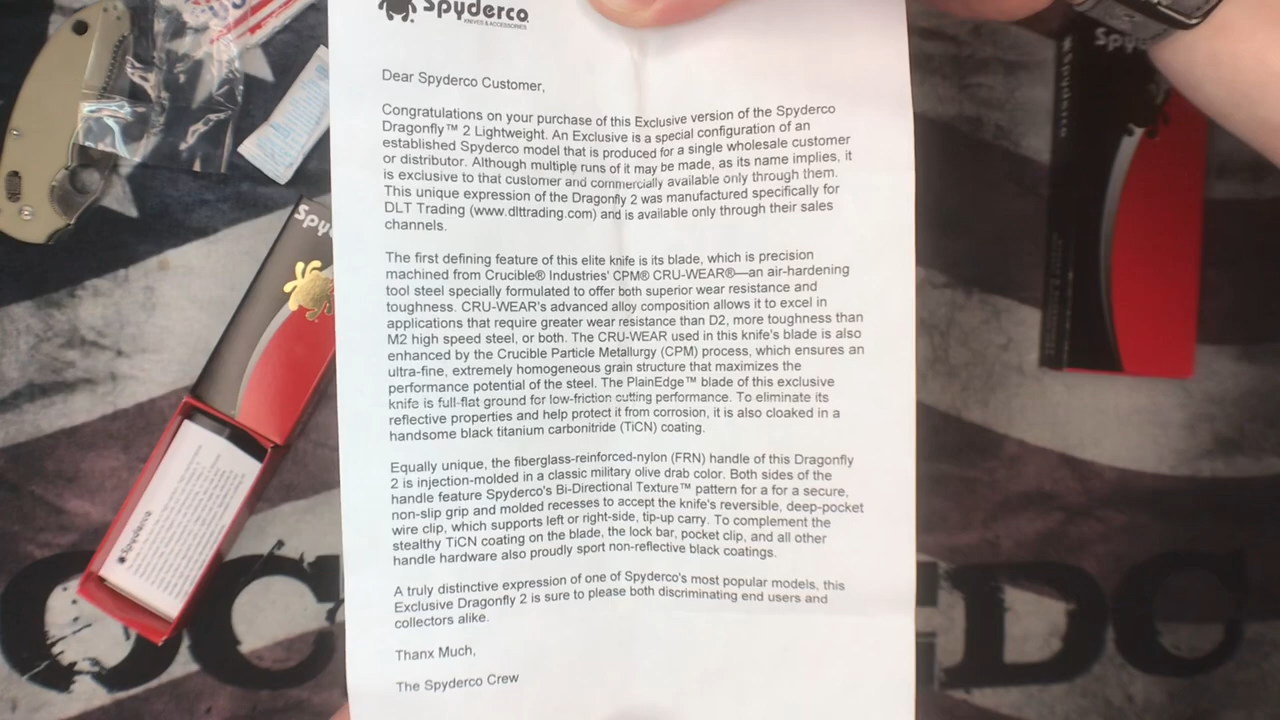 Spyderco
KNIVES & ACCESSORIES
Dear Spyderco Customer,
Congratulations on your purchase of this Exclusive version of the Spyderco
Dragonfly™ 2 Lightweight. An Exclusive is a special configuration of an
established Spyderco model that is produced for a single wholesale customer
or distributor. Although multiple runs of it may be made, as its name implies, it
is exclusive to that customer and commercially available only through them.
This unique expression of the Dragonfly 2 was manufactured specifically for
DLT Trading (www.dlttrading.com) and is available only through their sales
channels.
The first defining feature of this elite knife is its blade, which is precision
machined from Crucible® Industries' CPM® CRU-WEAR®—an air-hardening
tool steel specially formulated to offer both superior wear resistance and
toughness. CRU-WEAR's advanced alloy composition allows it to excel in
applications that require greater wear resistance than D2, more toughness than
M2 high speed steel, or both. The CRU-WEAR used in this knife's blade is also
enhanced by the Crucible Particle Metallurgy (CPM) process, which ensures an
ultra-fine, extremely homogeneous grain structure that maximizes the
performance potential of the steel. The PlainEdge™ blade of this exclusive
knife is full-flat ground for low-friction cutting performance. To eliminate its
reflective properties and help protect it from corrosion, it is also cloaked in a
handsome black titanium carbonitride (TiCN) coating.
Equally unique, the fiberglass-reinforced-nylon (FRN) handle of this Dragonfly
2 is injection-molded in a classic military olive drab color. Both sides of the
handle feature Spyderco's Bi-Directional Texture™ pattern for a for a secure,
non-slip grip and molded recesses to accept the knife's reversible, deep-pocket
wire clip, which supports left or right-side, tip-up carry. To complement the
stealthy TiCN coating on the blade, the lock bar, pocket clip, and all other
handle hardware also proudly sport non-reflective black coatings.
A truly distinctive expression of one of Spyderco's most popular models, this
Exclusive Dragonfly 2 is sure to please both discriminating end users and
collectors alike.
Thanx Much,
The Spyderco Crew
Spy
Spyderco
Spy
Spyderco
OC
DC